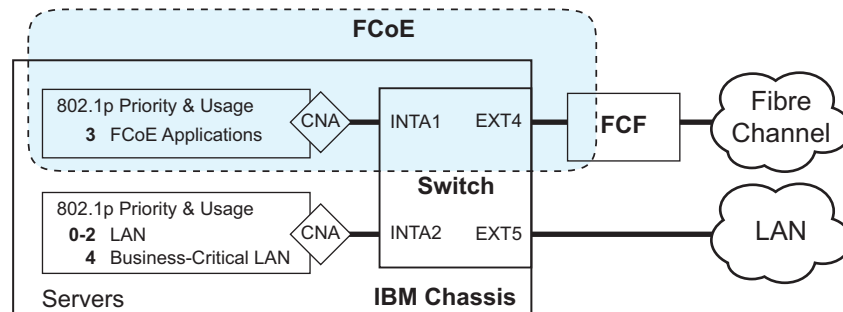 FCoE
802.1p Priority & Usage
3 FCoE Applications
CNA
INTA1
EXT4
FCF
Fibre
Channel
Switch
802.1p Priority & Usage
0-2 LAN
4 Business-Critical LAN
CNA
INTA2
EXT5
LAN
Servers
IBM Chassis